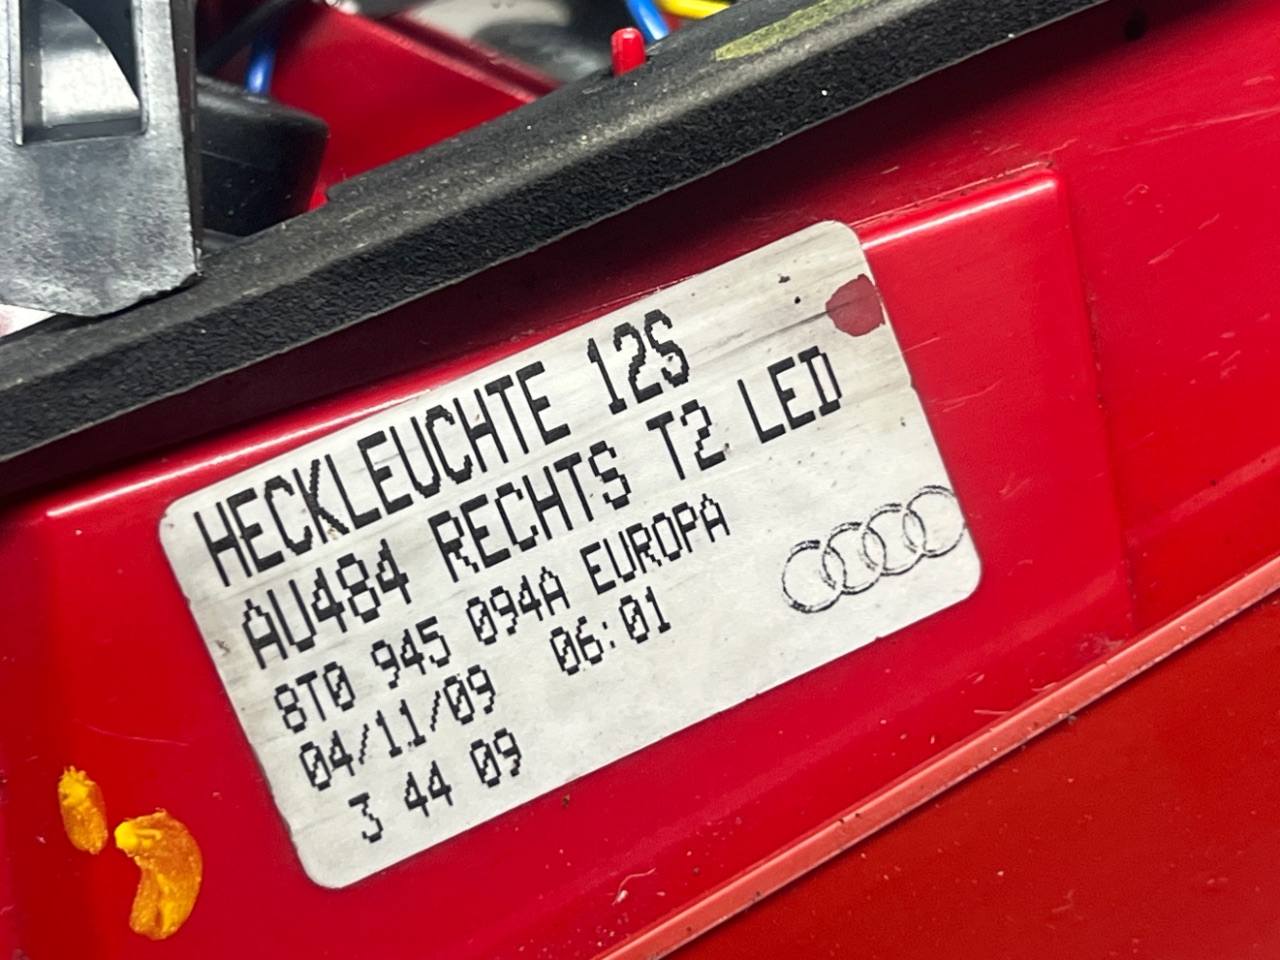 HECKLEUCHTE 12S
AU484 RECHTS T2 LED
8T0 945 094A EUROPA
04/11/09 06:01
3 44 09